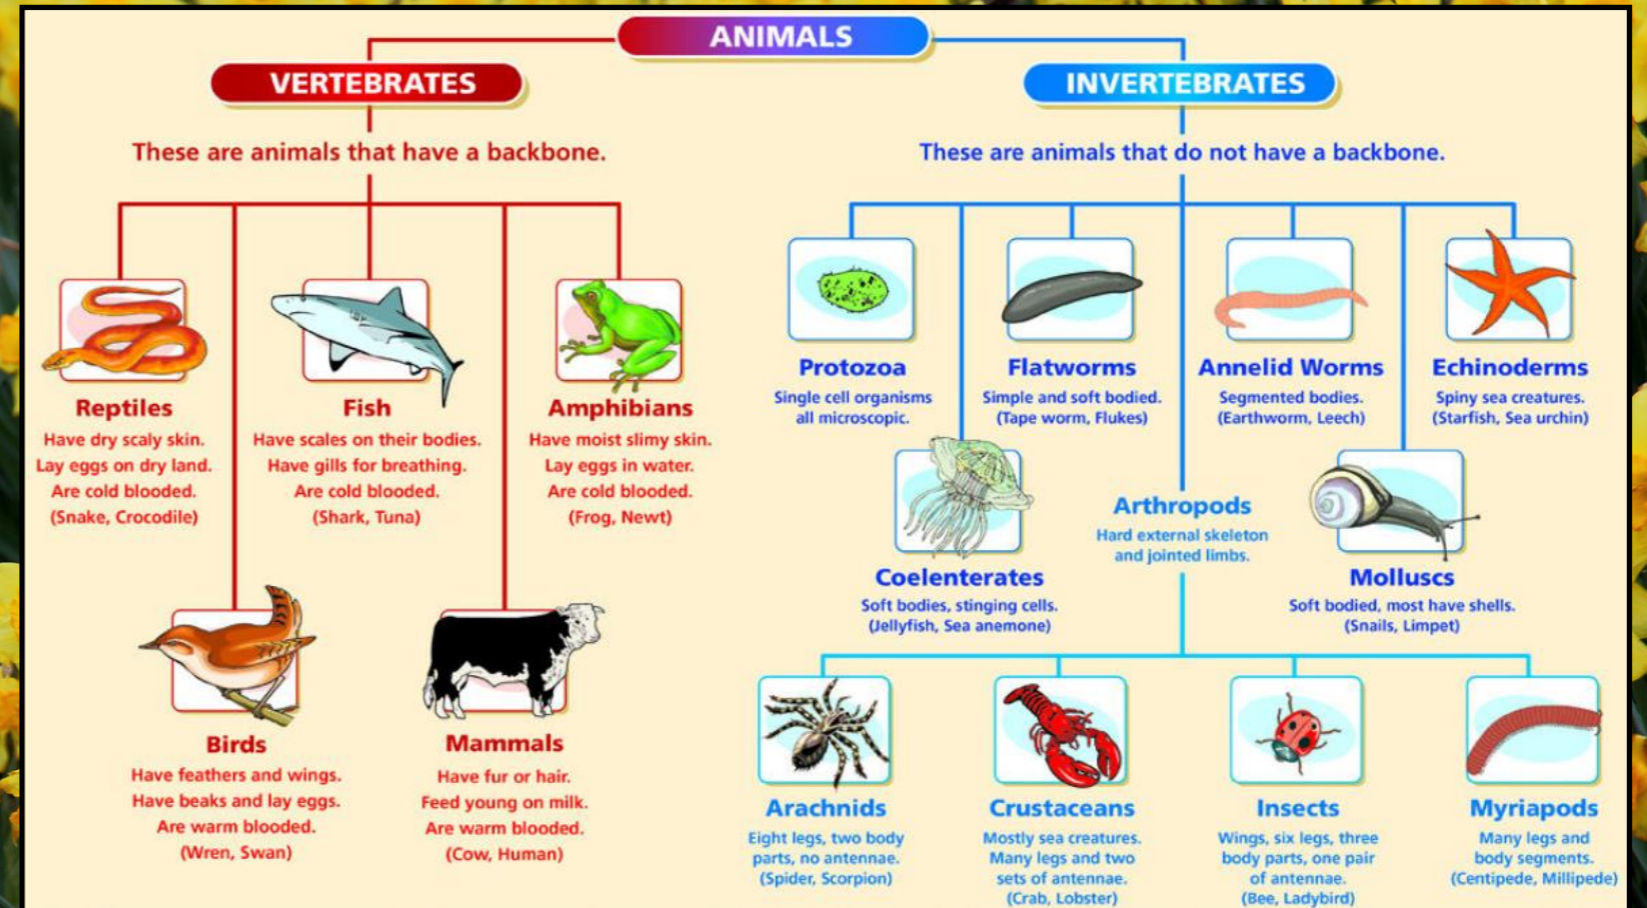 ANIMALS
VERTEBRATES
These are animals that have a backbone.
Reptiles
Have dry scaly skin.
Lay eggs on dry land.
Are cold blooded.
(Snake, Crocodile)
Fish
Have scales on their bodies.
Have gills for breathing.
Are cold blooded.
(Shark, Tuna)
Amphibians
Have moist slimy skin.
Lay eggs in water.
Are cold blooded.
(Frog, Newt)
Birds
Have feathers and wings.
Have beaks and lay eggs.
Are warm blooded.
(Wren, Swan)
Mammals
Have fur or hair.
Feed young on milk.
Are warm blooded.
(Cow, Human)
INVERTEBRATES
These are animals that do not have a backbone.
Protozoa
Single cell organisms
all microscopic.
Flatworms
Simple and soft bodied.
(Tape worm, Flukes)
Annelid Worms
Segmented bodies.
(Earthworm, Leech)
Echinoderms
Spiny sea creatures.
(Starfish, Sea urchin)
Coelenterates
Soft bodies, stinging cells.
(Jellyfish, Sea anemone)
Arthropods
Hard external skeleton
and jointed limbs.
Molluscs
Soft bodied, most have shells.
(Snails, Limpet)
Arachnids
Eight legs, two body
parts, no antennae.
(Spider, Scorpion)
Crustaceans
Mostly sea creatures.
Many legs and two
sets of antennae.
(Crab, Lobster)
Insects
Wings, six legs, three
body parts, one pair
of antennae.
(Bee, Ladybird)
Myriapods
Many legs and
body segments.
(Centipede, Millipede)